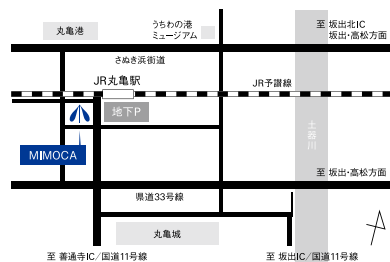 丸亀港
うちわの港
ミュージアム
至 坂出北IC
坂出・高松方面
さぬき浜街道
JR丸亀駅
JR予讃線
地下P
土器川
MIMOCA
至 坂出・高松方面
県道33号線
丸亀城
至 善通寺IC／国道11号線
至 坂出IC／国道11号線